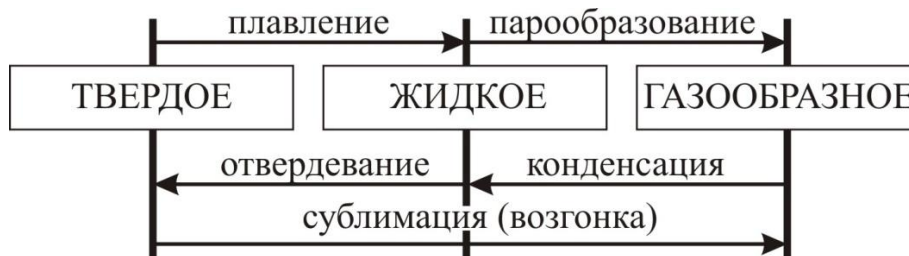 плавление парообразование
ТВЕРДОЕ ЖИДКОЕ ГАЗООБРАЗНОЕ
отвердевание конденсация
сублимация (возгонка)